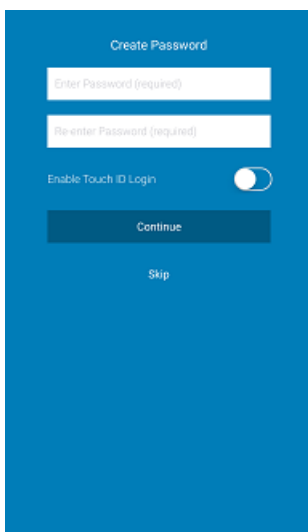 Create Password
Enter Password (required)
Re-enter Password (required)
Enable Touch ID Login
Continue
Skip